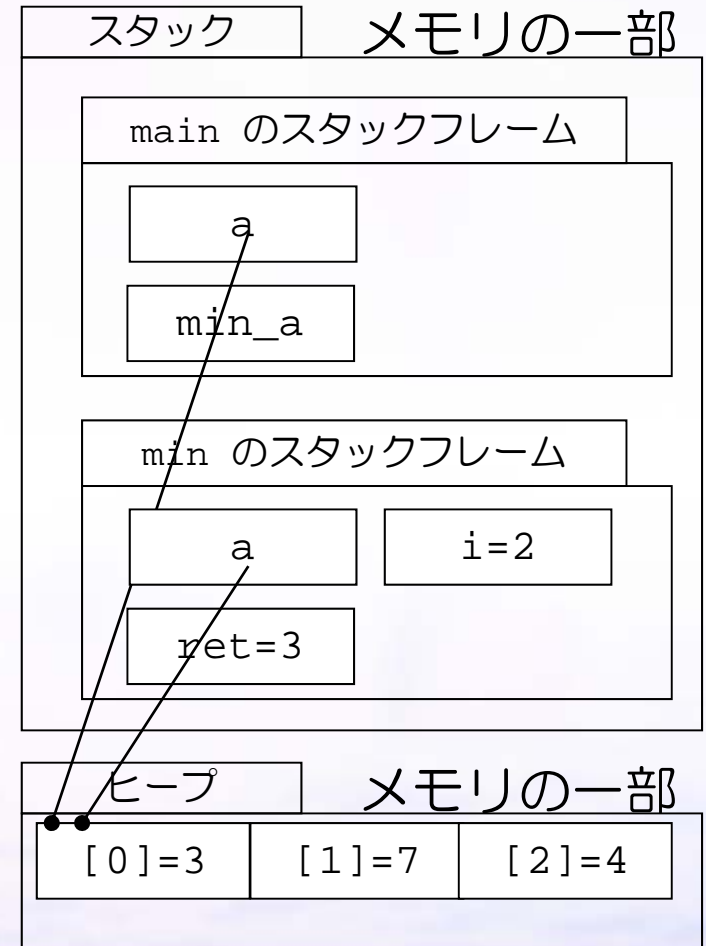 スタック
メモリの一部
main のスタックフレーム
a
min_a
min のスタックフレーム
a
i=2
ret=3
ヒープ
メモリの一部
[0]=3
[1]=7
[2]=4